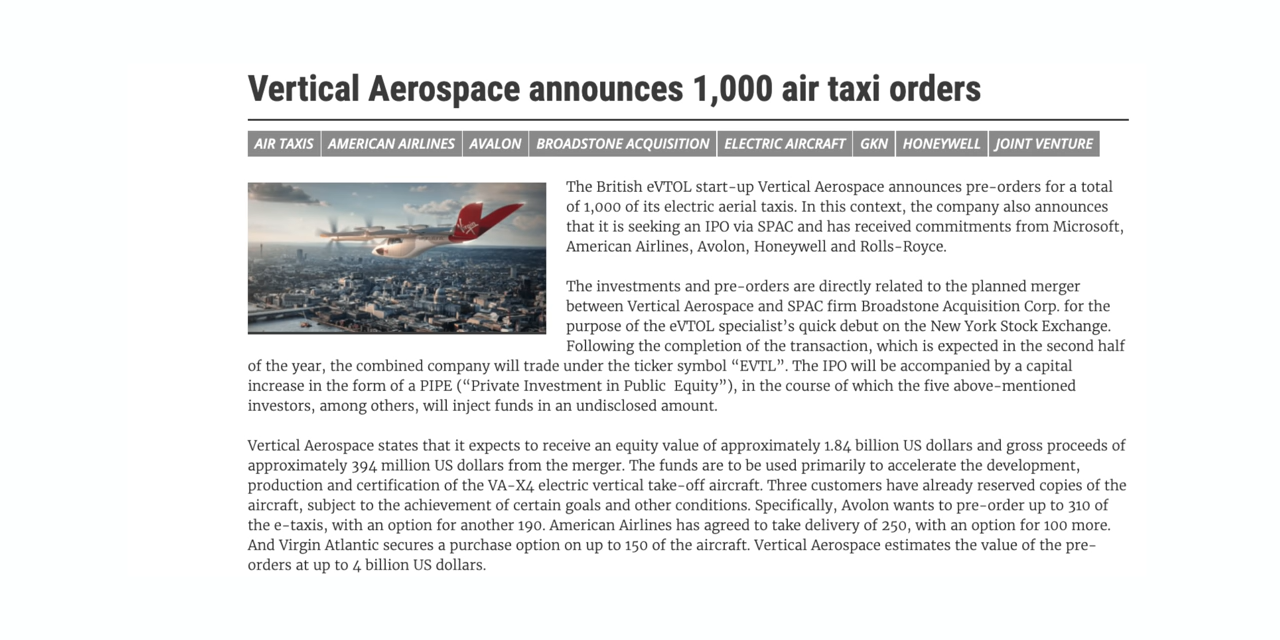 Vertical Aerospace announces 1,000 air taxi orders
AIR TAXIS AMERICAN AIRLINES AVALON BROADSTONE ACQUISITION ELECTRIC AIRCRAFT GKN HONEYWELL JOINT VENTURE
The British eVTOL start-up Vertical Aerospace announces pre-orders for a total
of 1,000 of its electric aerial taxis. In this context, the company also announces
that it is seeking an IPO via SPAC and has received commitments from Microsoft,
American Airlines, Avolon, Honeywell and Rolls-Royce.
The investments and pre-orders are directly related to the planned merger
between Vertical Aerospace and SPAC firm Broadstone Acquisition Corp. for the
purpose of the eVTOL specialist’s quick debut on the New York Stock Exchange.
Following the completion of the transaction, which is expected in the second half
of the year, the combined company will trade under the ticker symbol “EVTL”. The IPO will be accompanied by a capital
increase in the form of a PIPE (“Private Investment in Public Equity”), in the course of which the five above-mentioned
investors, among others, will inject funds in an undisclosed amount.
Vertical Aerospace states that it expects to receive an equity value of approximately 1.84 billion US dollars and gross proceeds of
approximately 394 million US dollars from the merger. The funds are to be used primarily to accelerate the development,
production and certification of the VA-X4 electric vertical take-off aircraft. Three customers have already reserved copies of the
aircraft, subject to the achievement of certain goals and other conditions. Specifically, Avolon wants to pre-order up to 310 of
the e-taxis, with an option for another 190. American Airlines has agreed to take delivery of 250, with an option for 100 more.
And Virgin Atlantic secures a purchase option on up to 150 of the aircraft. Vertical Aerospace estimates the value of the pre-
orders at up to 4 billion US dollars.